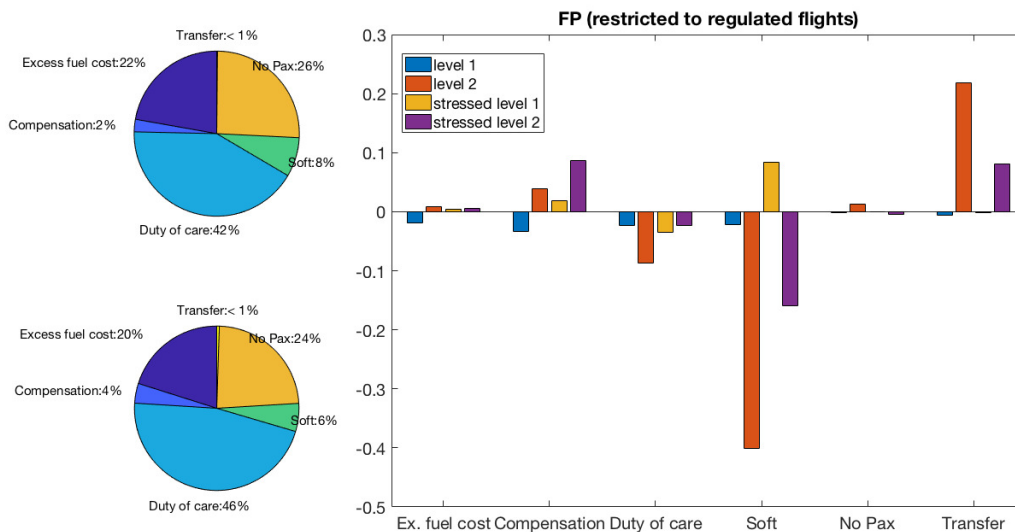 Transfer:< 1%
Excess fuel cost:22%
No Pax:26%
Compensation:2%
Soft:8%
Duty of care:42%
Transfer:< 1%
Excess fuel cost:20%
No Pax:24%
Compensation:4%
Soft:6%
Duty of care:46%
FP (restricted to regulated flights)
0.3
0.2
0.1
0
-0.1
-0.2
-0.3
-0.4
-0.5
level 1
level 2
stressed level 1
stressed level 2
Ex. fuel cost Compensation Duty of care Soft No Pax Transfer